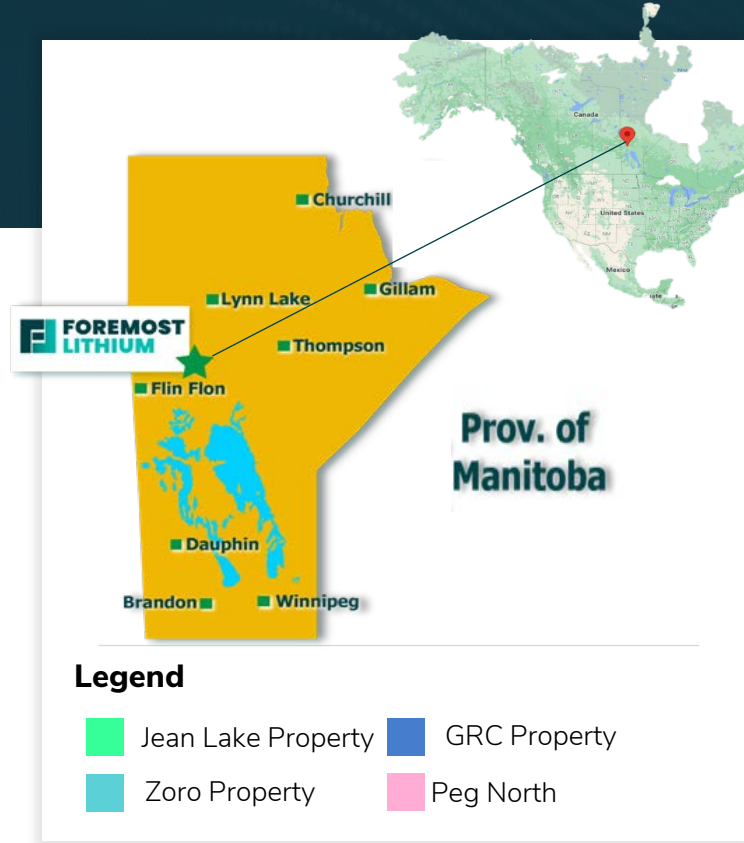 Canada
United States
Mexico
Churchill
Lynn Lake
Gillam
FOREMOST
LITHIUM
Thompson
Flin Flon
Prov. of
Manitoba
Dauphin
Brandon
Winnipeg
Legend
Jean Lake Property
GRC Property
Zoro Property
Peg North